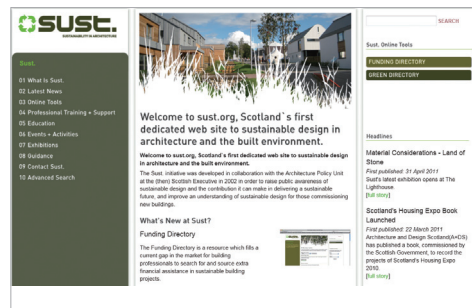 sust.
SUSTAINABILITY IN ARCHITECTURE
Sust.
01 What Is Sust.
02 Latest News
03 Online Tools
04 Professional Training + Support
05 Education
06 Events + Activities
07 Exhibitions
08 Guidance
09 Contact Sust.
10 Advanced Search
Welcome to sust.org, Scotland`s first
dedicated web site to sustainable design in
architecture and the built environment.
Welcome to sust.org, Scotland's first dedicated web site to sustainable design
in architecture and the built environment.
The Sust. initiative was developed in collaboration with the Architecture Policy Unit
at the (then) Scottish Executive in 2002 in order to raise public awareness of
sustainable design and the contribution it can make in delivering a sustainable
future, and improve an understanding of sustainable design for those commissioning
new buildings.
What's New at Sust?
Funding Directory
The Funding Directory is a resource which fills a
current gap in the market for building
professionals to search for and source extra
financial assistance in sustainable building
projects.
SEARCH
Sust. Online Tools
FUNDING DIRECTORY
GREEN DIRECTORY
Headlines
Material Considerations - Land of
Stone
First published: 31 April 2011
Sust's latest exhibition opens at The
Lighthouse.
[full story]
Scotland's Housing Expo Book
Launched
First published: 22 March 2011
Architecture and Design Scotland(A+DS)
has published a book, commissioned by
the Scottish Government, to record the
projects of Scotland's Housing Expo
2010.
[full story]